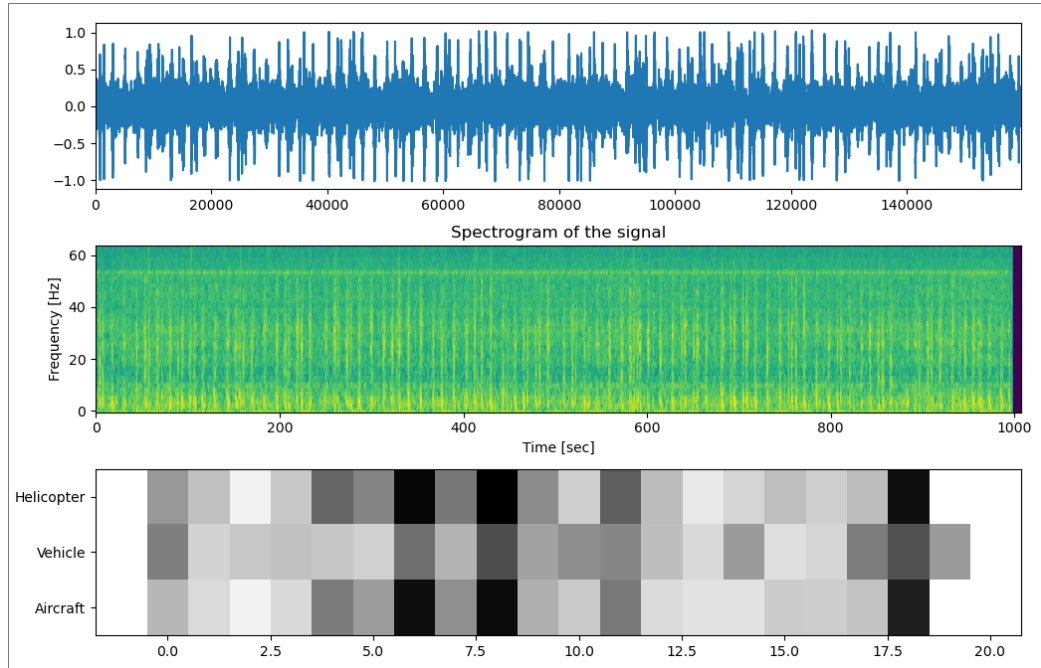 1.0
0.5
0.0
−0.5
−1.0
0 20000 40000 60000 80000 100000 120000 140000
Spectrogram of the signal
60
40
20
0
Frequency [Hz]
0 200 400 600 800 1000
Time [sec]
Helicopter
Vehicle
Aircraft
0.0 2.5 5.0 7.5 10.0 12.5 15.0 17.5 20.0